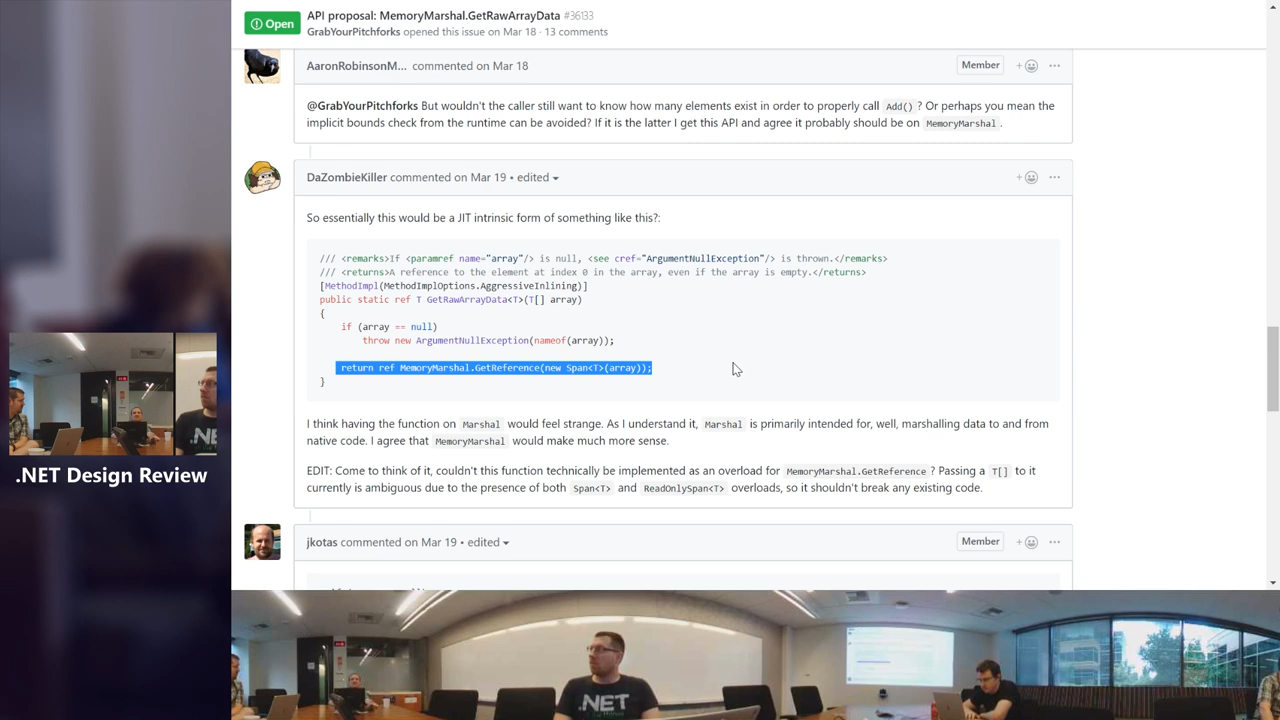 Open
API proposal: MemoryMarshal.GetRawArrayData #36133
GrabYourPitchforks opened this issue on Mar 18 · 13 comments
AaronRobinsonM... commented on Mar 18
Member
@GrabYourPitchforks But wouldn't the caller still want to know how many elements exist in order to properly call Add() ? Or perhaps you mean the
implicit bounds check from the runtime can be avoided? If it is the latter I get this API and agree it probably should be on MemoryMarshal .
DaZombieKiller commented on Mar 19 • edited
So essentially this would be a JIT intrinsic form of something like this?:
/// <remarks>If <paramref name="array"/> is null, <see cref="ArgumentNullException"/> is thrown.</remarks>
/// <returns>A reference to the element at index 0 in the array, even if the array is empty.</returns>
[MethodImpl(MethodImplOptions.AggressiveInlining)]
public static ref T GetRawArrayData<T>(T[] array)
{
if (array == null)
throw new ArgumentNullException(nameof(array));
return ref MemoryMarshal.GetReference(new Span<T>(array));
}
I think having the function on Marshal would feel strange. As I understand it, Marshal is primarily intended for, well, marshalling data to and from
native code. I agree that MemoryMarshal would make much more sense.
EDIT: Come to think of it, couldn't this function technically be implemented as an overload for MemoryMarshal.GetReference ? Passing a T[] to it
currently is ambiguous due to the presence of both Span<T> and ReadOnlySpan<T> overloads, so it shouldn't break any existing code.
jkotas commented on Mar 19 • edited
Member
.NET Design Review
.NE
.NET